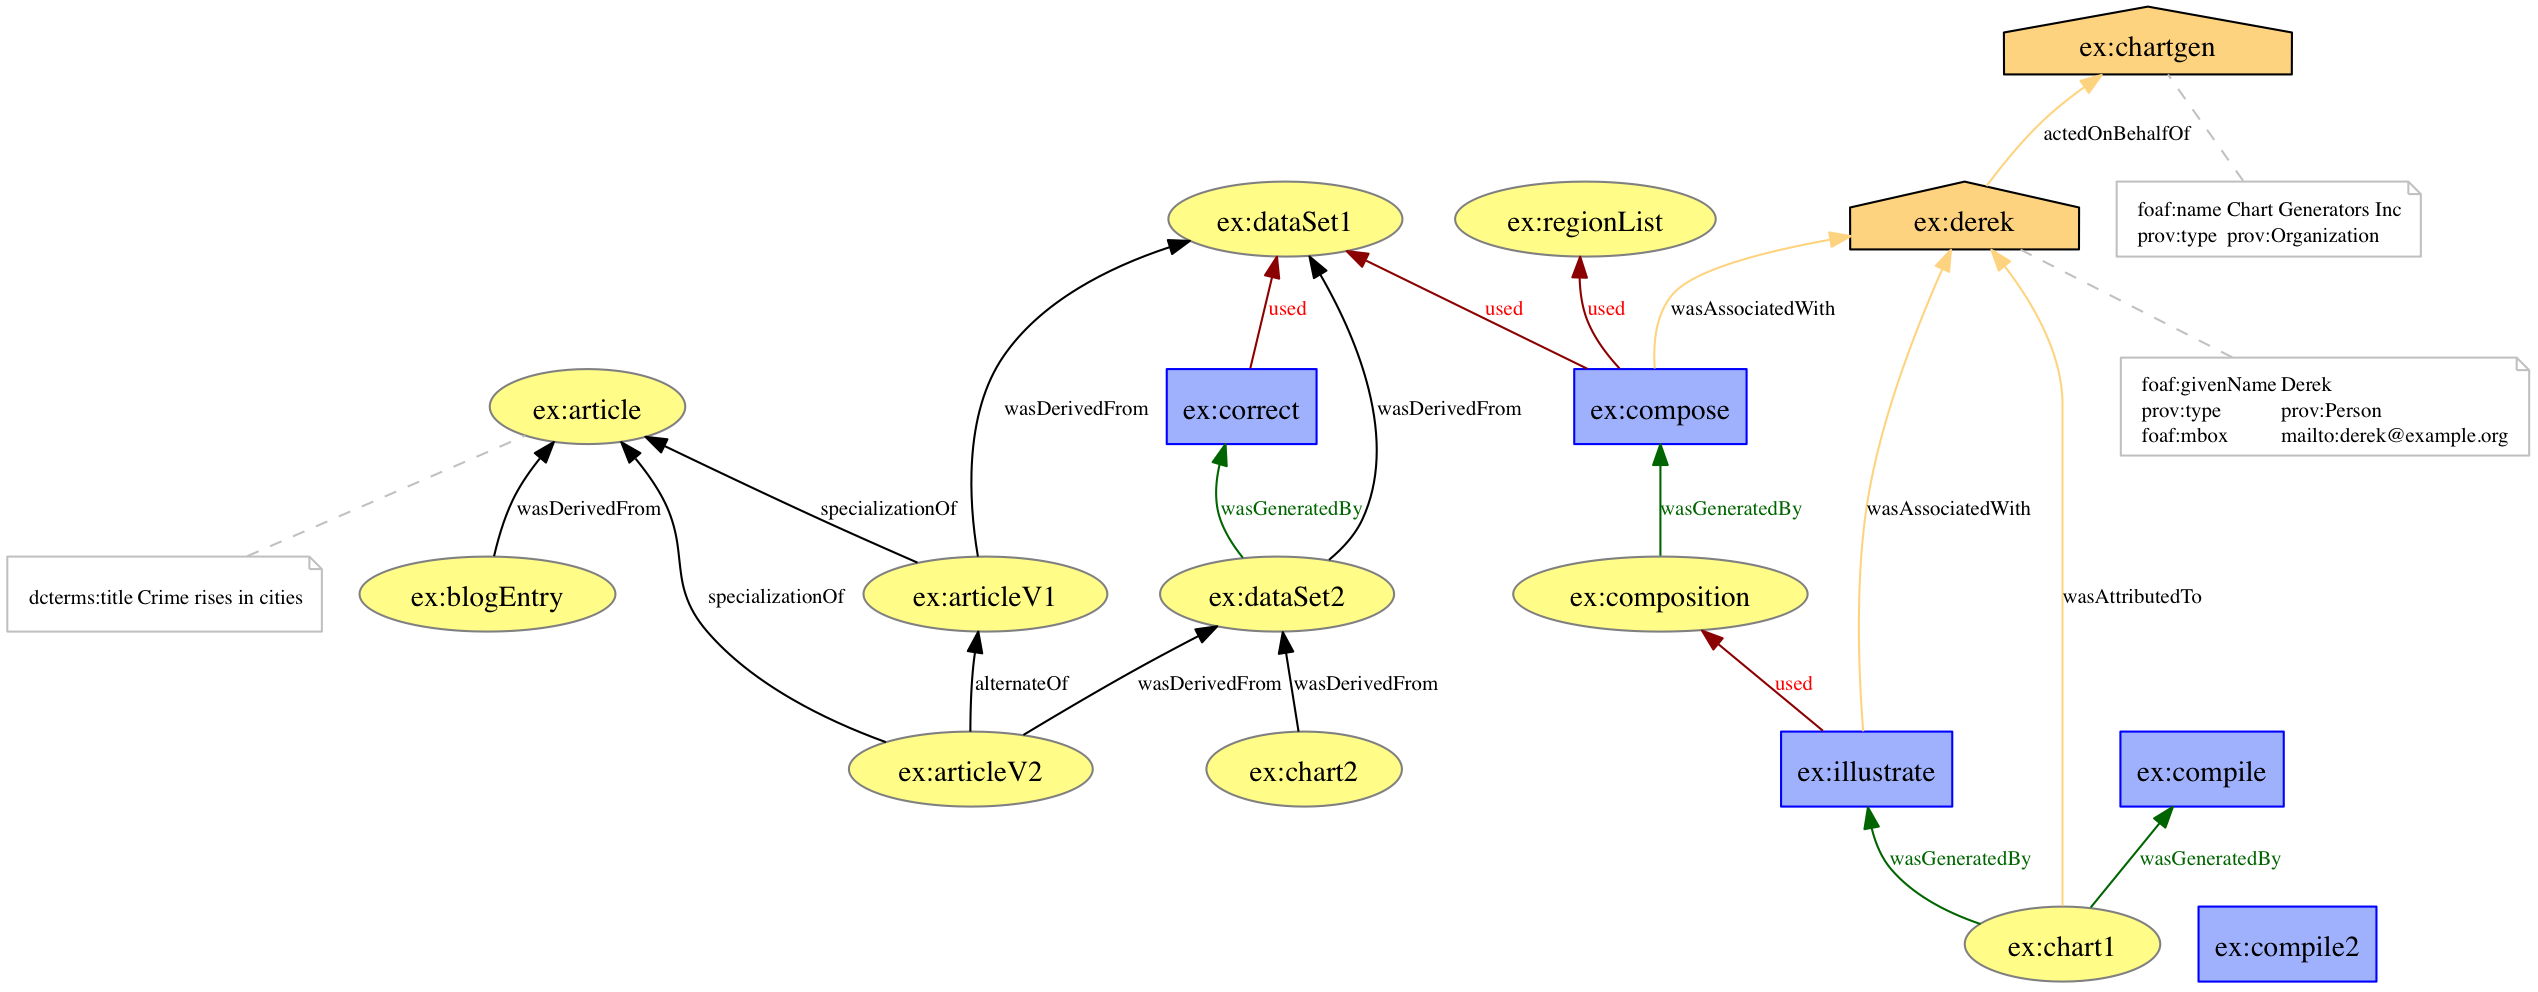 ex:chartgen
actedOnBehalfOf
ex:dataSet1
ex:regionList
ex:derek
foaf:name Chart Generators Inc
prov:type prov:Organization
used
used
used
wasAssociatedWith
ex:article
wasDerivedFrom
ex:correct
wasDerivedFrom
ex:compose
foaf:givenName Derek
prov:type prov:Person
foaf:mbox mailto:derek@example.org
wasDerivedFrom
specializationOf
wasGeneratedBy
wasGeneratedBy
wasAssociatedWith
dcterms:title Crime rises in cities
ex:blogEntry
specializationOf
ex:articleV1
ex:dataSet2
ex:composition
wasAttributedTo
alternateOf
wasDerivedFrom
wasDerivedFrom
used
ex:articleV2
ex:chart2
ex:illustrate
ex:compile
wasGeneratedBy
wasGeneratedBy
ex:chart1
ex:compile2